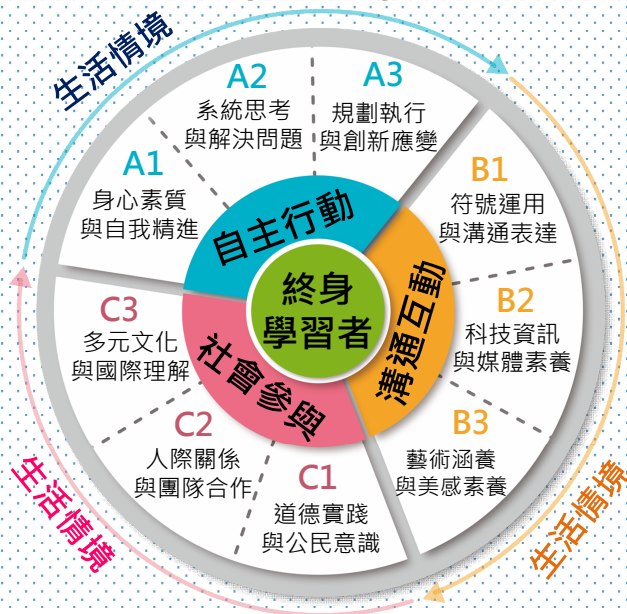 生活情境
A1
身心素質
與自我精進
A2
系統思考
與解決問題
A3
規劃執行
與創新應變
B1
符號運用
與溝通表達
B2
科技資訊
與媒體素養
B3
藝術涵養
與美感素養
生活情境
C1
道德實踐
與公民意識
C2
人際關係
與團隊合作
C3
多元文化
與國際理解
生活情境
自主行動
溝通互動
社會參與
終身
學習者